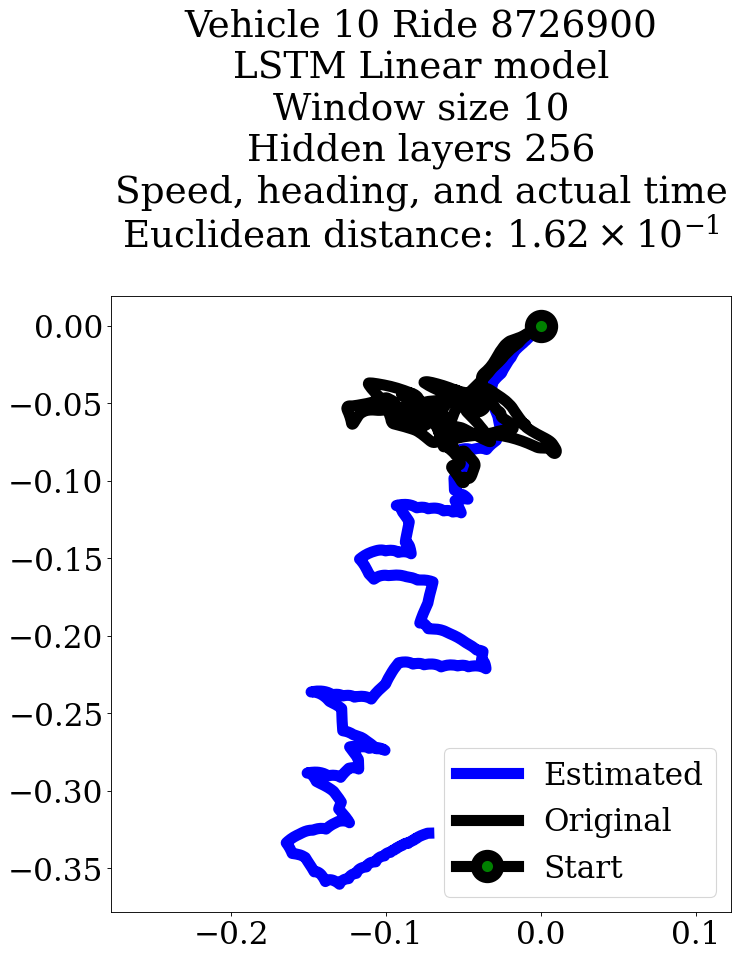 Vehicle 10 Ride 8726900
LSTM Linear model
Window size 10
Hidden layers 256
Speed, heading, and actual time
Euclidean distance: 1.62 × 10⁻¹
0.00
−0.05
−0.10
−0.15
−0.20
−0.25
−0.30
−0.35
Estimated
Original
Start
−0.2 −0.1 0.0 0.1